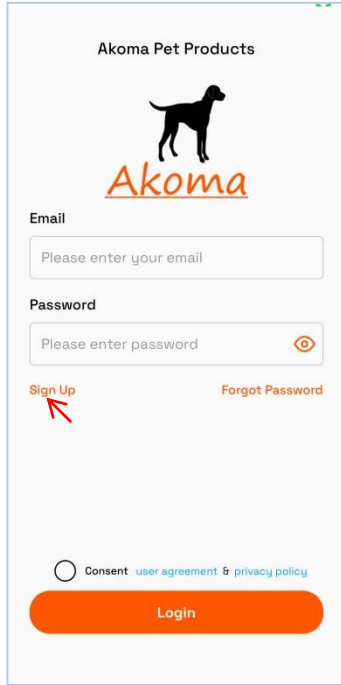 Akoma Pet Products
Akoma
Email
Please enter your email
Password
Please enter password
Sign Up Forgot Password
Consent user agreement & privacy policy
Login